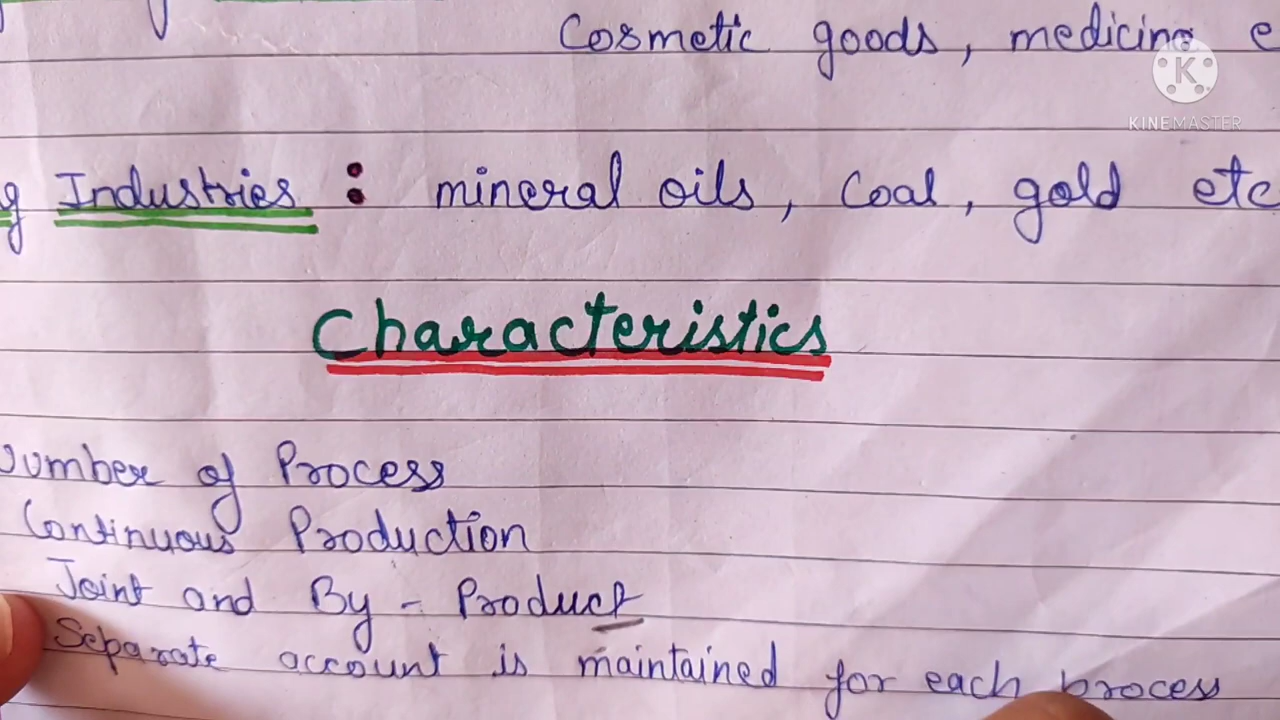 Cosmetic goods, medicine e
K
KINEMASTER
g Industries : mineral oils, Coal, gold etc
Characteristics
Number of Process
Continuous Production
Joint and By - Product
Separate account is maintained for each process